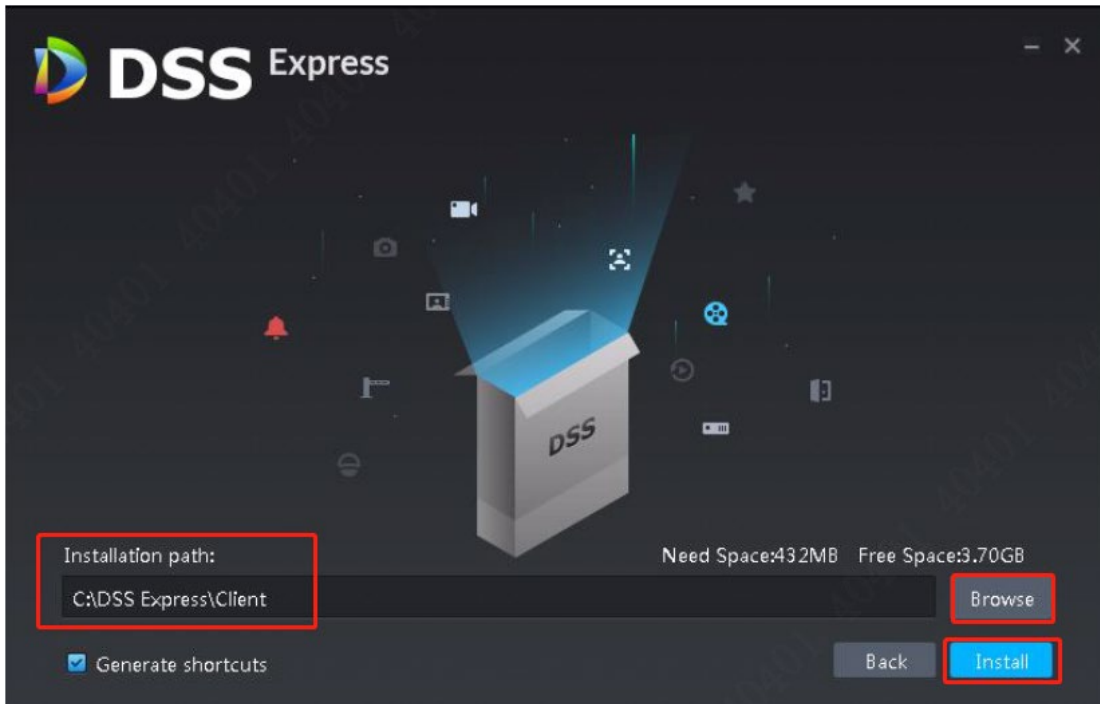 DSS Express
DSS
Installation path:
Need Space:432MB Free Space:3.70GB
C:\DSS Express\Client
Browse
Generate shortcuts
Back
Install